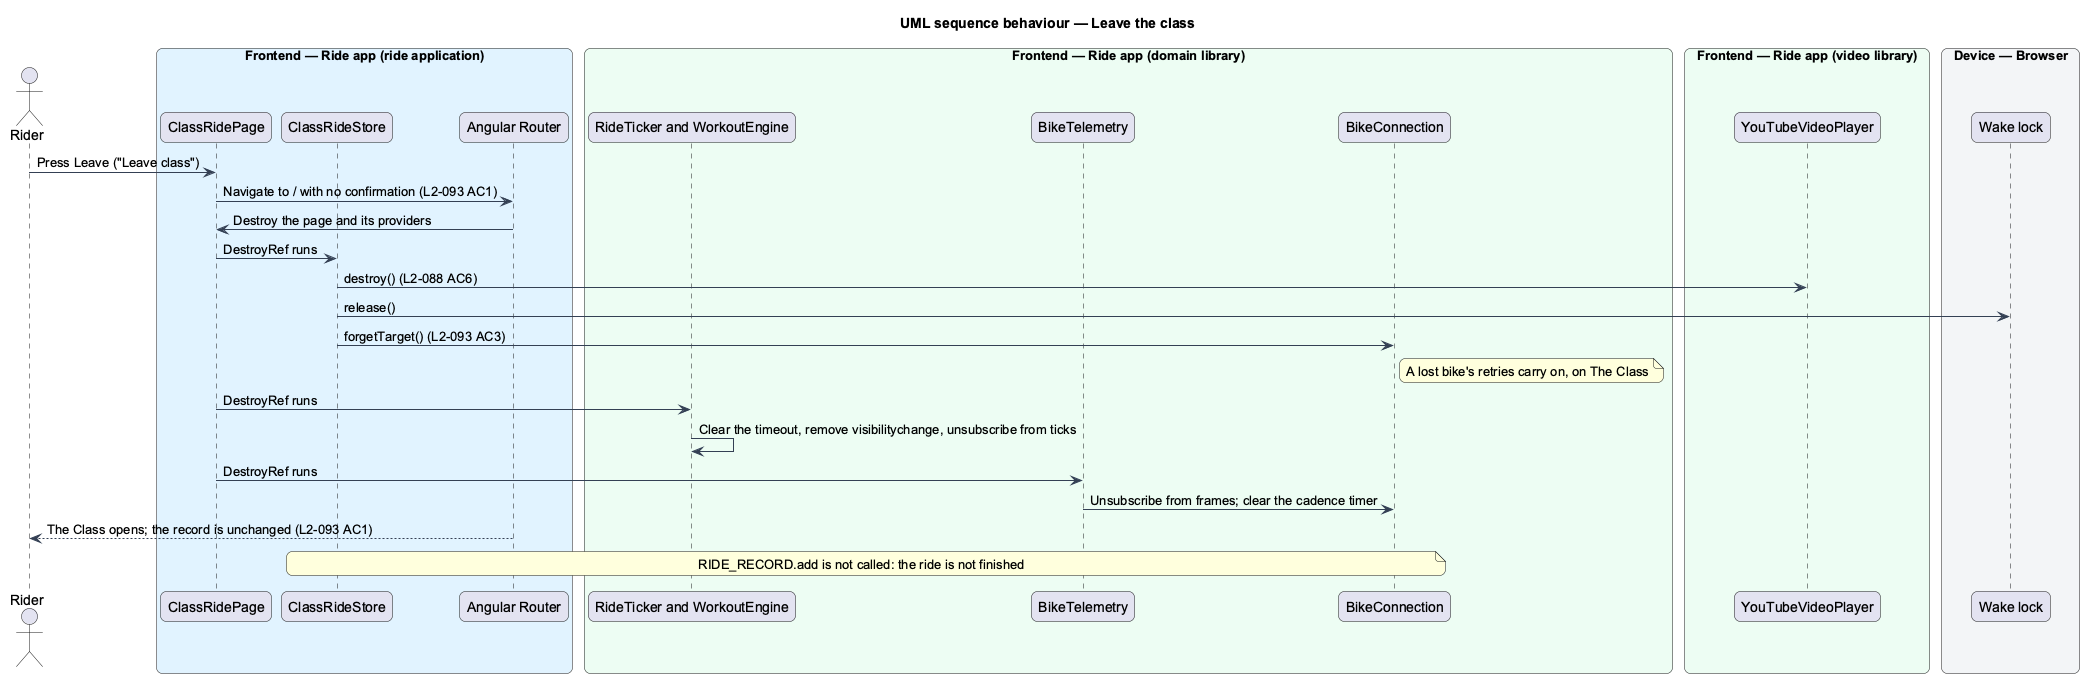 UML sequence behaviour — Leave the class
Frontend — Ride app (ride application)
Frontend — Ride app (domain library)
Frontend — Ride app (video library)
Device — Browser
Rider
ClassRidePage
ClassRideStore
Angular Router
RideTicker and WorkoutEngine
BikeTelemetry
BikeConnection
YouTubeVideoPlayer
Wake lock
Press Leave ("Leave class")
Navigate to / with no confirmation (L2-093 AC1)
Destroy the page and its providers
DestroyRef runs
destroy() (L2-088 AC6)
release()
forgetTarget() (L2-093 AC3)
A lost bike's retries carry on, on The Class
DestroyRef runs
Clear the timeout, remove visibilitychange, unsubscribe from ticks
DestroyRef runs
Unsubscribe from frames; clear the cadence timer
The Class opens; the record is unchanged (L2-093 AC1)
RIDE_RECORD.add is not called: the ride is not finished
Rider
ClassRidePage
ClassRideStore
Angular Router
RideTicker and WorkoutEngine
BikeTelemetry
BikeConnection
YouTubeVideoPlayer
Wake lock